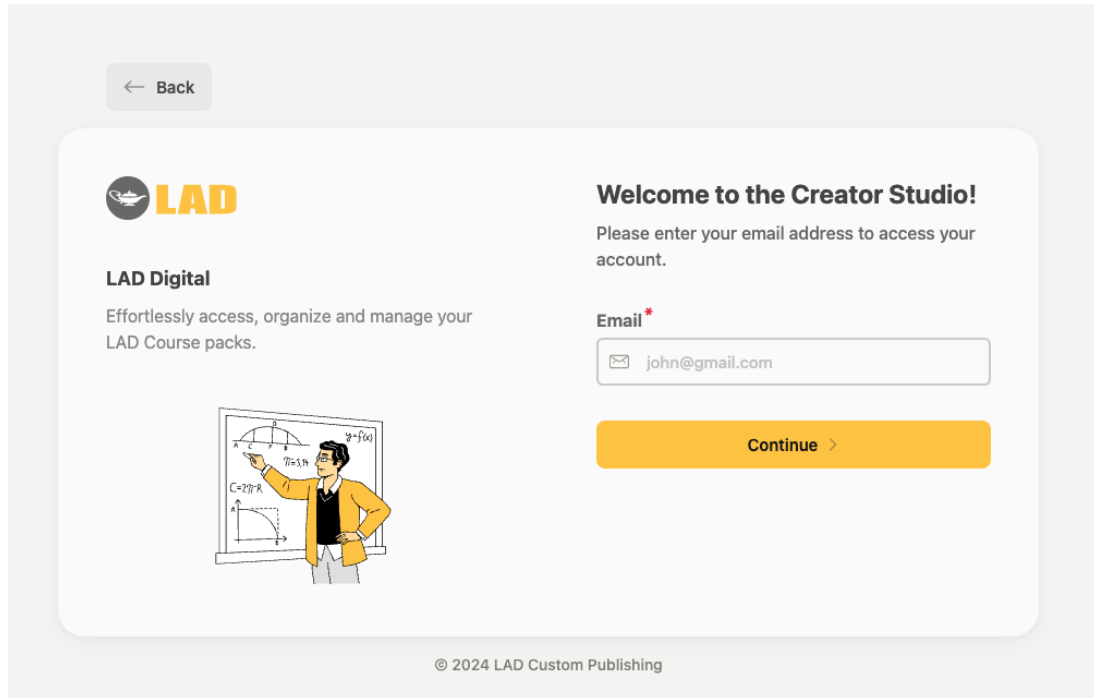 Back
LAD
LAD Digital
Effortlessly access, organize and manage your
LAD Course packs.
D
A C F B
y=f(x)
π=3,14
C=2π·R
Welcome to the Creator Studio!
Please enter your email address to access your
account.
Email*
john@gmail.com
Continue
© 2024 LAD Custom Publishing